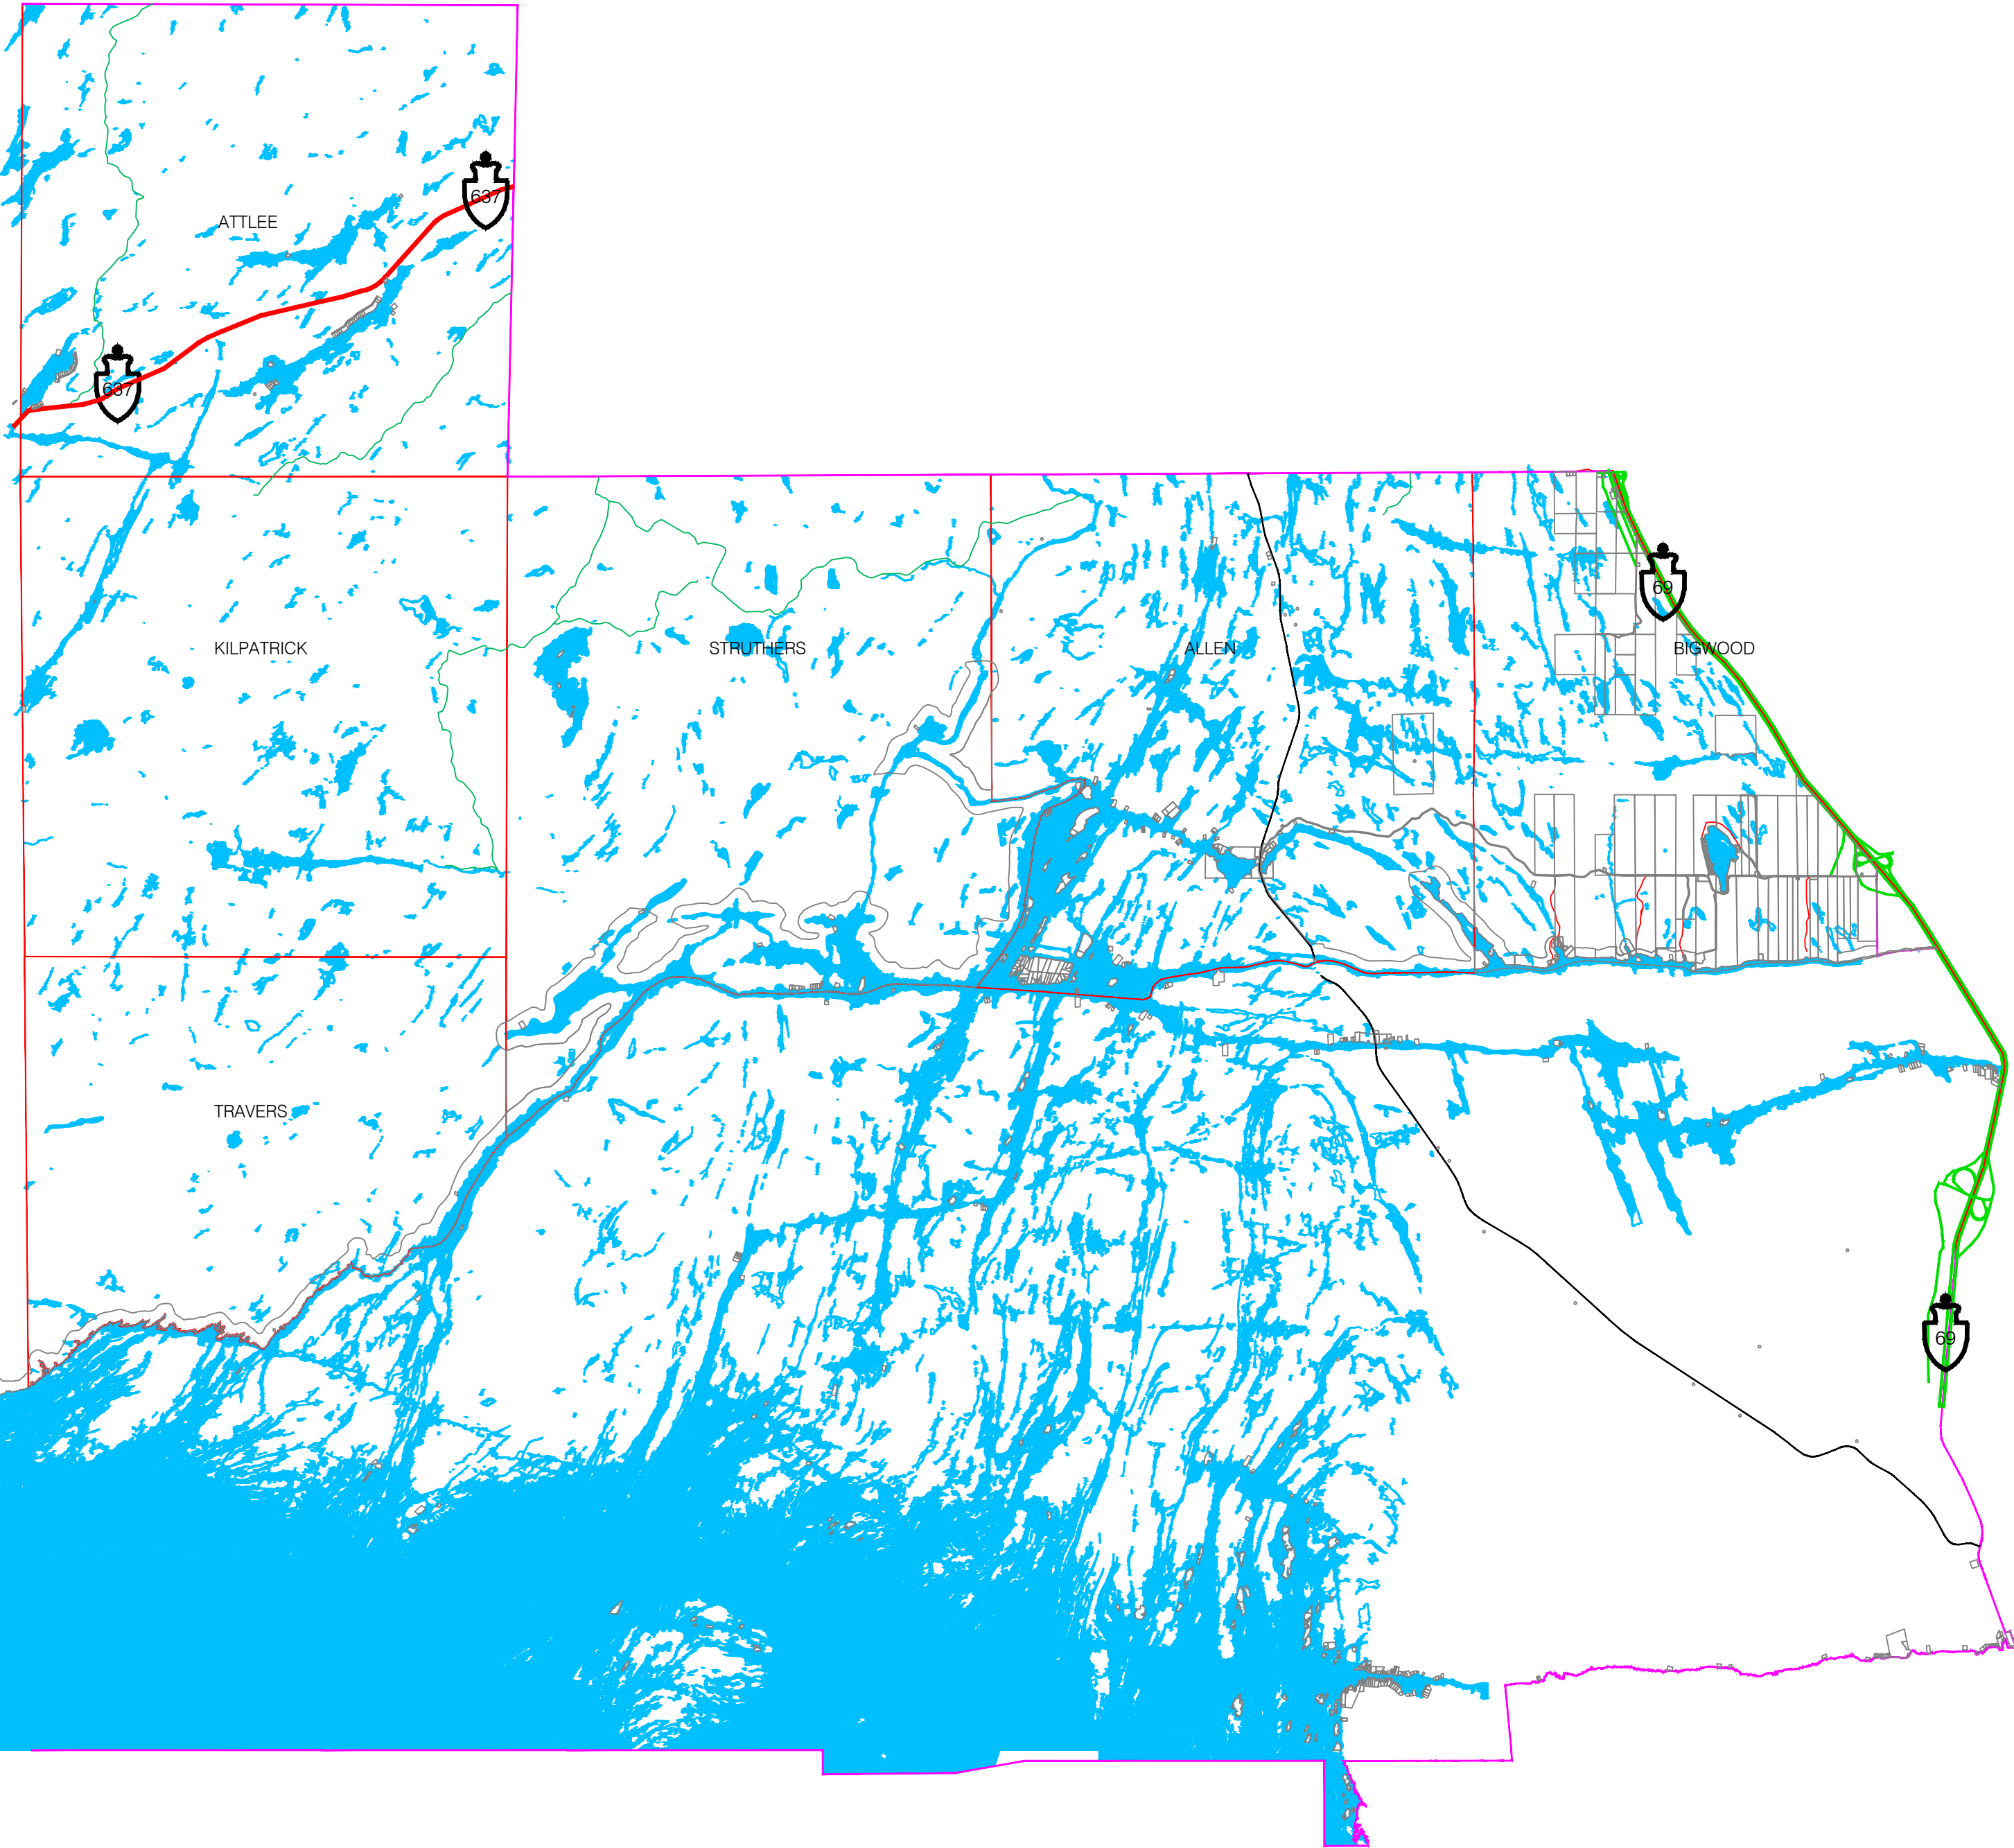 637
ATTLEE
637
69
KILPATRICK
STRUTHERS
ALLEN
BIGWOOD
TRAVERS
69